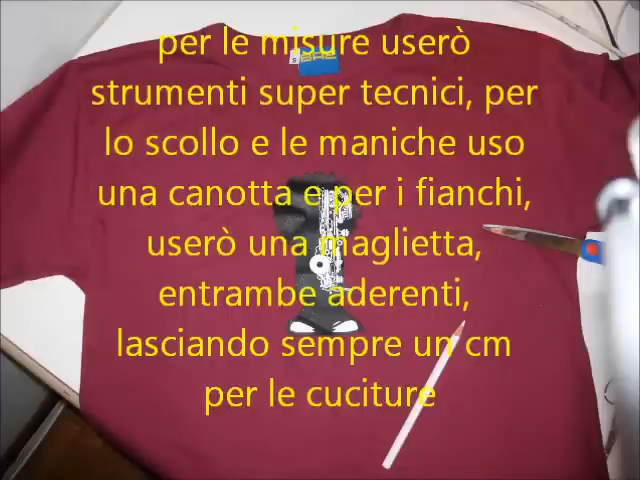 per le misure userò
strumenti super tecnici, per
lo scollo e le maniche uso
una canotta e per i fianchi,
userò una maglietta,
entrambe aderenti,
lasciando sempre un cm
per le cuciture